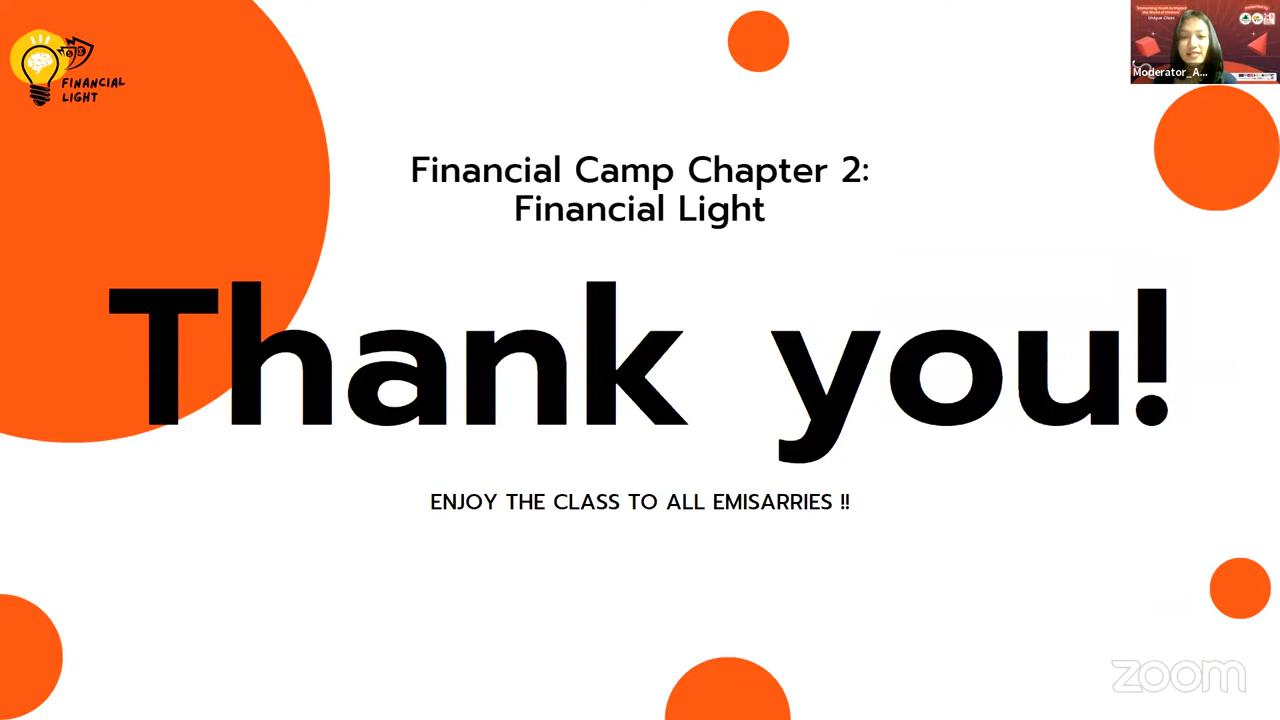 FINANCIAL
LIGHT
Financial Camp Chapter 2:
Financial Light
Thank you!
ENJOY THE CLASS TO ALL EMISARRIES !!
Moderator_A...
zoom